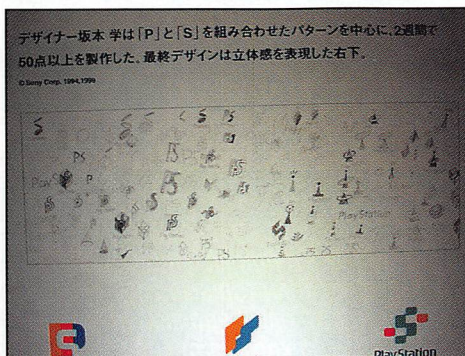 デザイナー坂本 学は「P」と「S」を組み合わせたパターンを中心に、2週間で
50点以上を製作した。最終デザインは立体感を表現した右下。
© Sony Corp. 1994,1999
PS
PS
PlayStation
PlayStation